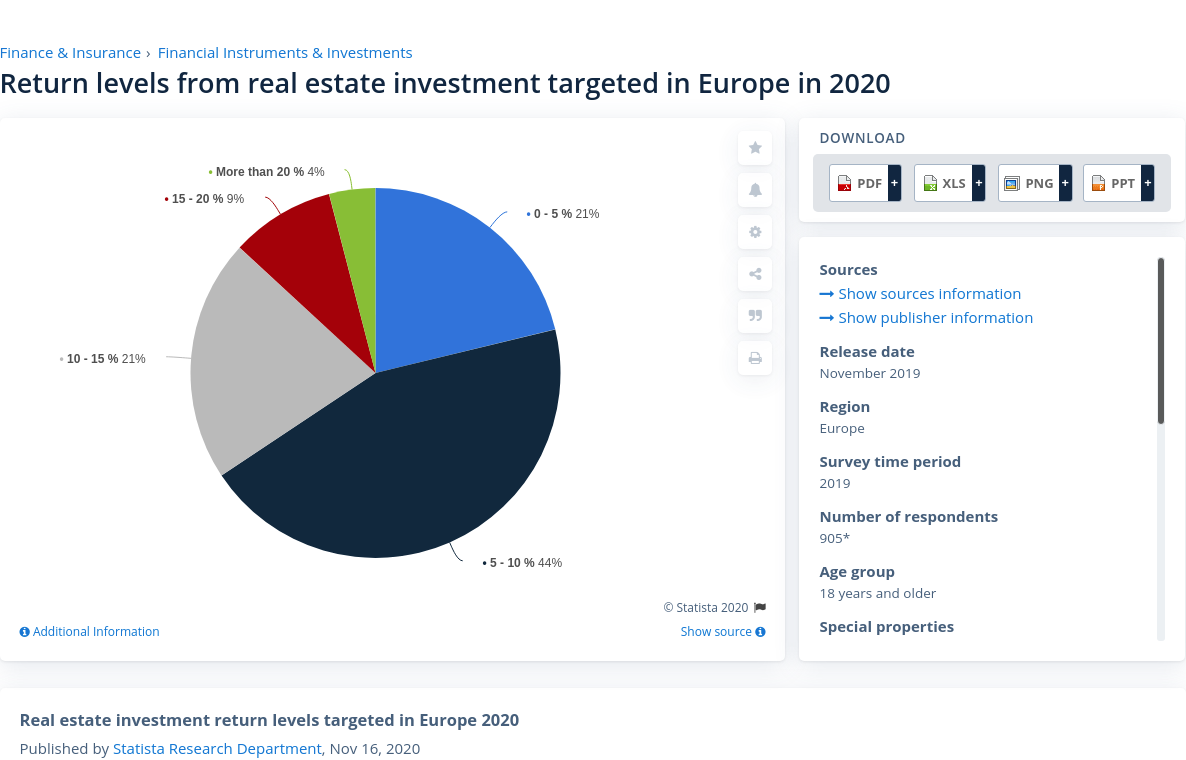 Finance & Insurance › Financial Instruments & Investments
Return levels from real estate investment targeted in Europe in 2020
• More than 20 % 4%
• 15 - 20 % 9%
• 0 - 5 % 21%
• 10 - 15 % 21%
• 5 - 10 % 44%
© Statista 2020
Additional Information
Show source
DOWNLOAD
PDF +
XLS +
PNG +
PPT +
Sources
Show sources information
Show publisher information
Release date
November 2019
Region
Europe
Survey time period
2019
Number of respondents
905*
Age group
18 years and older
Special properties
Real estate investment return levels targeted in Europe 2020
Published by Statista Research Department, Nov 16, 2020